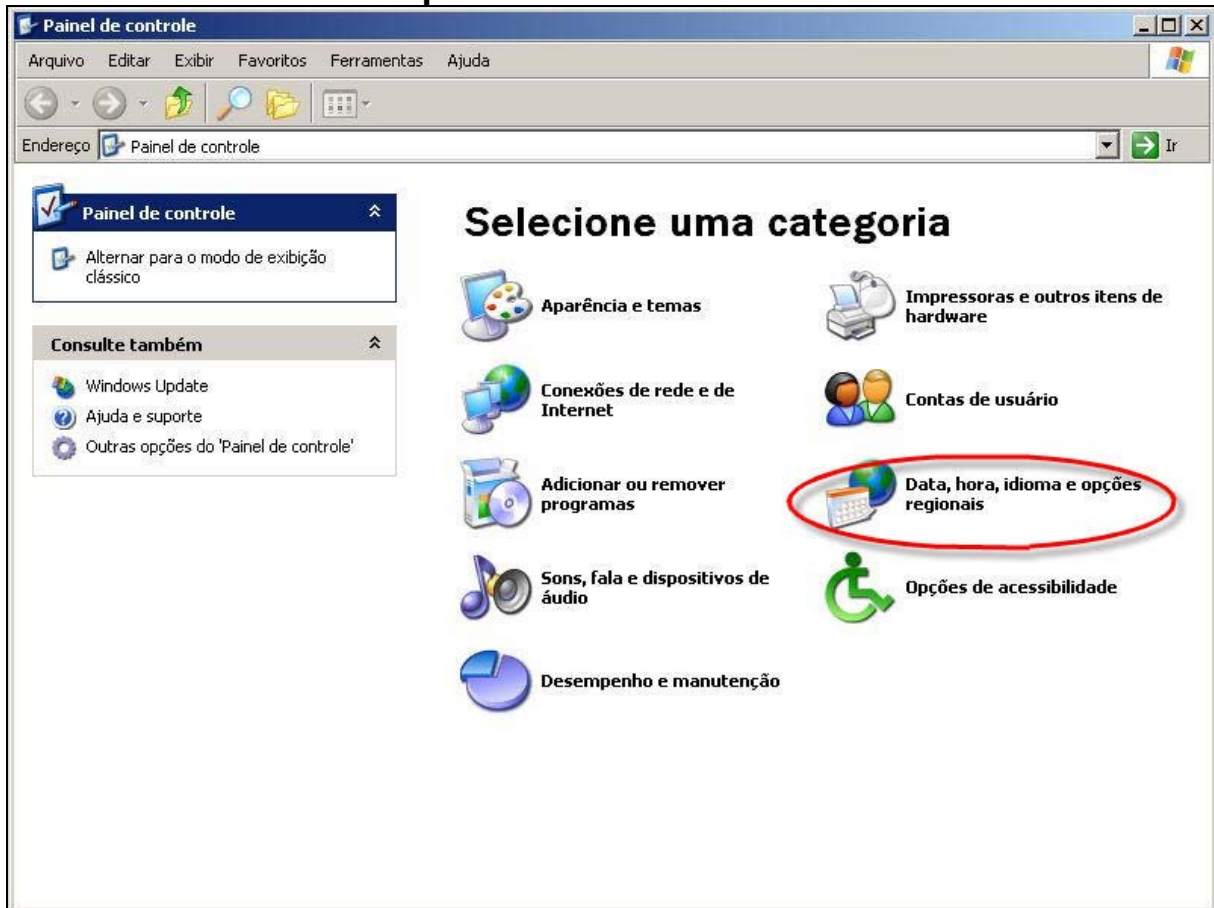 Painel de controle
Arquivo Editar Exibir Favoritos Ferramentas Ajuda
Endereço Painel de controle Ir
Painel de controle
Alternar para o modo de exibição
clássico
Consulte também
Windows Update
Ajuda e suporte
Outras opções do 'Painel de controle'
Selecione uma categoria
Aparência e temas
Impressoras e outros itens de
hardware
Conexões de rede e de
Internet
Contas de usuário
Adicionar ou remover
programas
Data, hora, idioma e opções
regionais
Sons, fala e dispositivos de
áudio
Opções de acessibilidade
Desempenho e manutenção